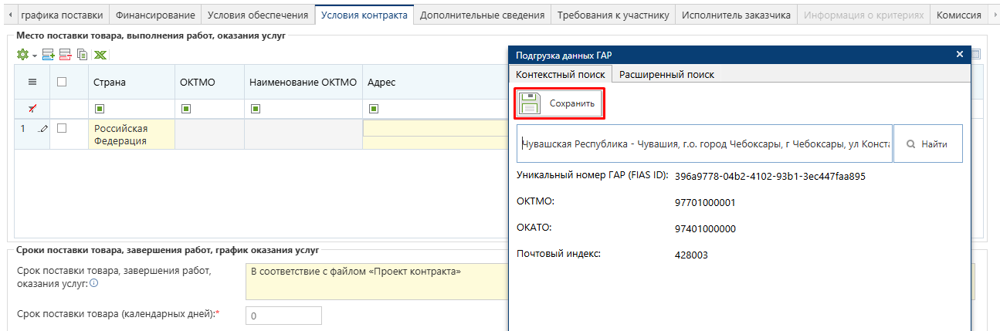 графика поставки Финансирование Условия обеспечения Условия контракта Дополнительные сведения Требования к участнику Исполнитель заказчика Информация о критериях Комиссия
Место поставки товара, выполнения работ, оказания услуг
Страна ОКТМО Наименование ОКТМО Адрес
1 Российская
Федерация
Подгрузка данных ГАР
Контекстный поиск Расширенный поиск
Сохранить
Чувашская Республика - Чувашия, г.о. город Чебоксары, г Чебоксары, ул Конста Найти
Уникальный номер ГАР (FIAS ID): 396a9778-04b2-4102-93b1-3ec447faa895
ОКТМО: 97701000001
ОКАТО: 97401000000
Почтовый индекс: 428003
Сроки поставки товара, завершения работ, график оказания услуг
Срок поставки товара, завершения работ,
оказания услуг:
В соответствие с файлом «Проект контракта»
Срок поставки товара (календарных дней):* 0